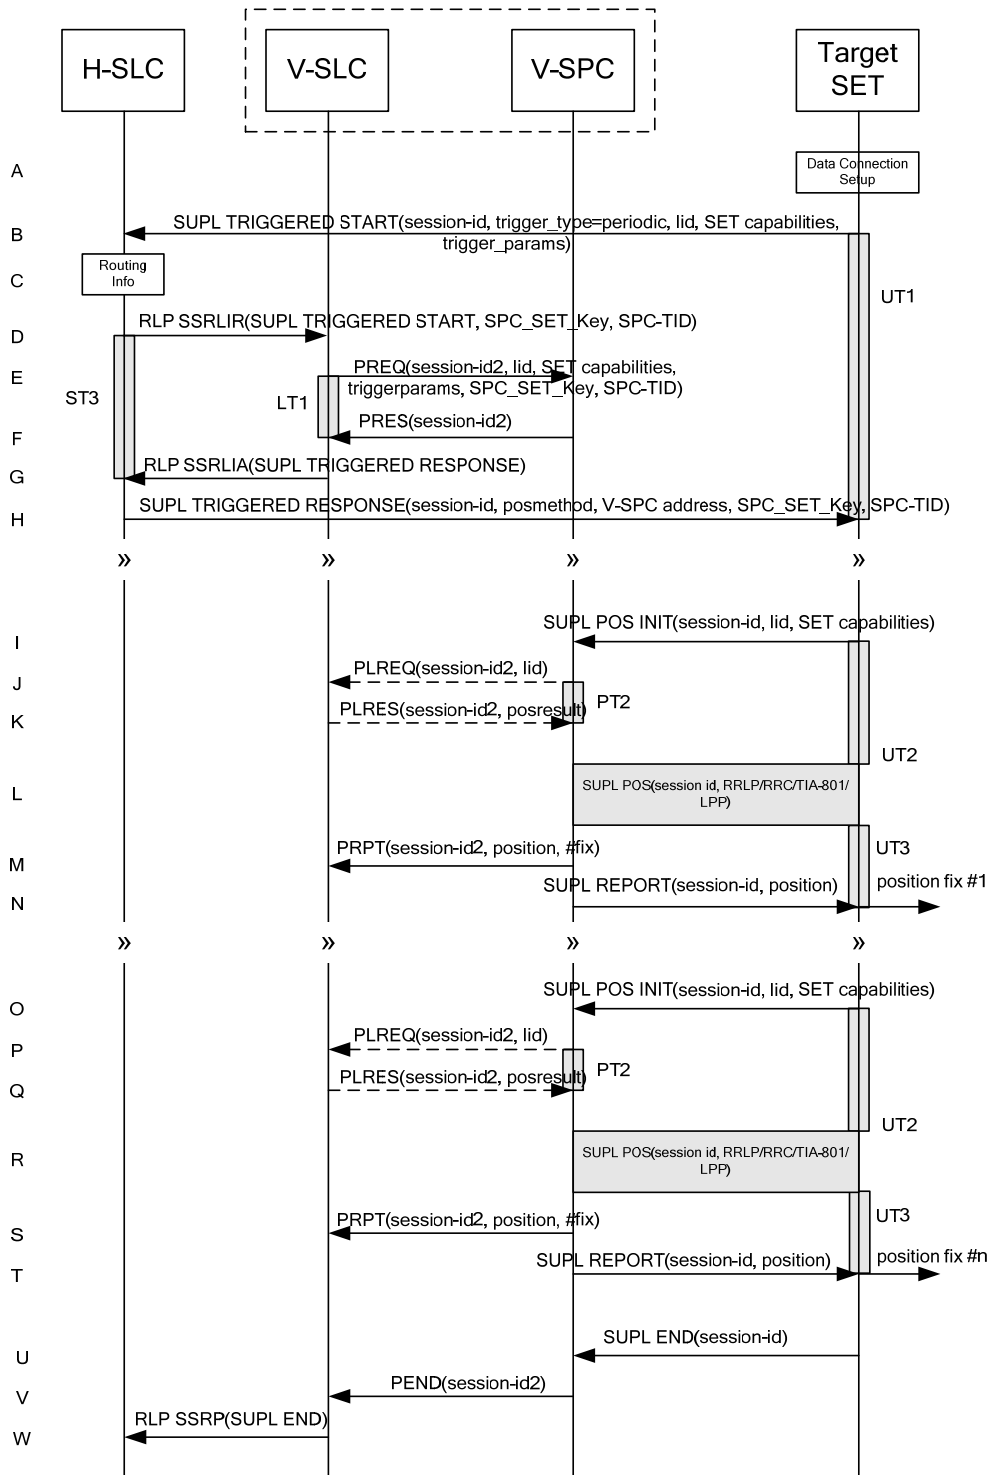 H-SLC
V-SLC
V-SPC
Target
SET
A
Data Connection
Setup
B
SUPL TRIGGERED START(session-id, trigger_type=periodic, lid, SET capabilities,
trigger_params)
C
Routing
Info
UT1
D
RLP SSRLIR(SUPL TRIGGERED START, SPC_SET_Key, SPC-TID)
E
PREQ(session-id2, lid, SET capabilities,
triggerparams, SPC_SET_Key, SPC-TID)
ST3
LT1
F
PRES(session-id2)
G
RLP SSRLIA(SUPL TRIGGERED RESPONSE)
H
SUPL TRIGGERED RESPONSE(session-id, posmethod, V-SPC address, SPC_SET_Key, SPC-TID)
» » » »
I
SUPL POS INIT(session-id, lid, SET capabilities)
J
PLREQ(session-id2, lid)
PT2
K
PLRES(session-id2, posresult)
UT2
L
SUPL POS(session id, RRLP/RRC/TIA-801/
LPP)
M
PRPT(session-id2, position, #fix)
UT3
N
SUPL REPORT(session-id, position)
position fix #1
» » » »
O
SUPL POS INIT(session-id, lid, SET capabilities)
P
PLREQ(session-id2, lid)
PT2
Q
PLRES(session-id2, posresult)
UT2
R
SUPL POS(session id, RRLP/RRC/TIA-801/
LPP)
S
PRPT(session-id2, position, #fix)
UT3
T
SUPL REPORT(session-id, position)
position fix #n
U
SUPL END(session-id)
V
PEND(session-id2)
W
RLP SSRP(SUPL END)